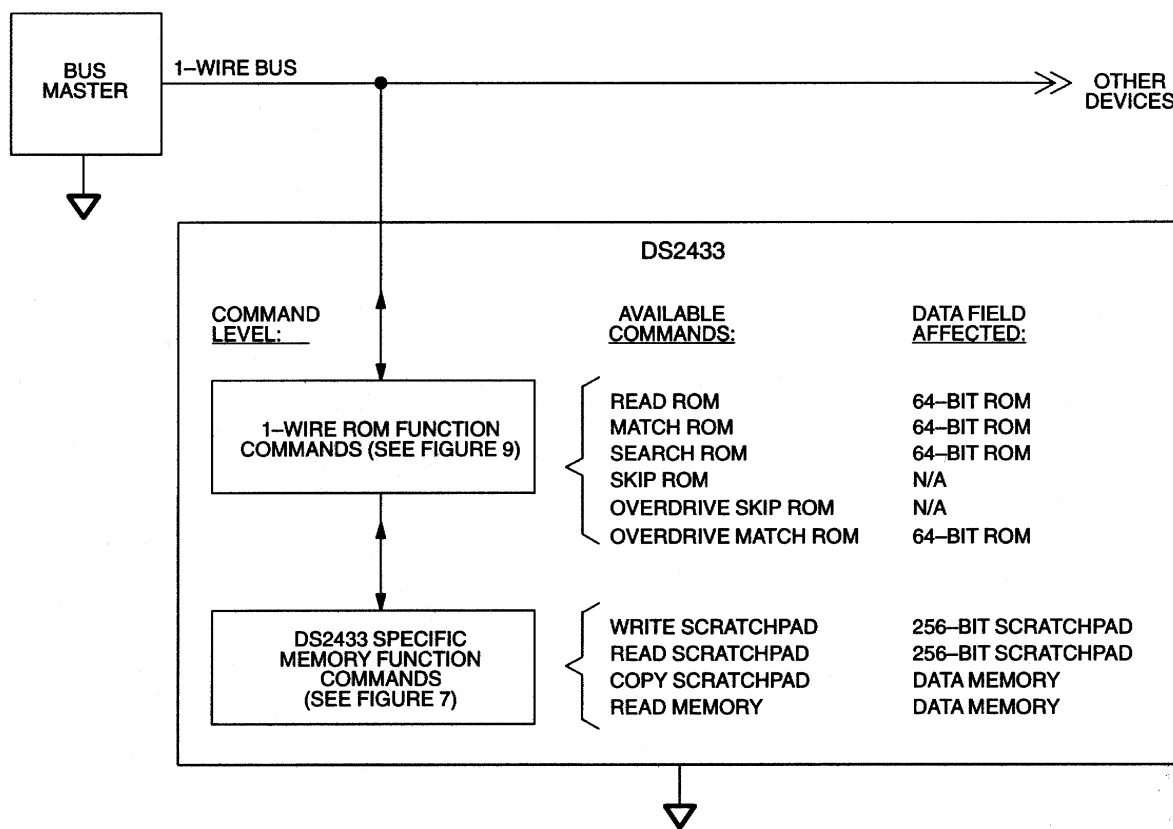 BUS
MASTER
1–WIRE BUS
OTHER
DEVICES
DS2433
COMMAND
LEVEL:
AVAILABLE
COMMANDS:
DATA FIELD
AFFECTED:
1–WIRE ROM FUNCTION
COMMANDS (SEE FIGURE 9)
READ ROM 64–BIT ROM
MATCH ROM 64–BIT ROM
SEARCH ROM 64–BIT ROM
SKIP ROM N/A
OVERDRIVE SKIP ROM N/A
OVERDRIVE MATCH ROM 64–BIT ROM
DS2433 SPECIFIC
MEMORY FUNCTION
COMMANDS
(SEE FIGURE 7)
WRITE SCRATCHPAD 256–BIT SCRATCHPAD
READ SCRATCHPAD 256–BIT SCRATCHPAD
COPY SCRATCHPAD DATA MEMORY
READ MEMORY DATA MEMORY